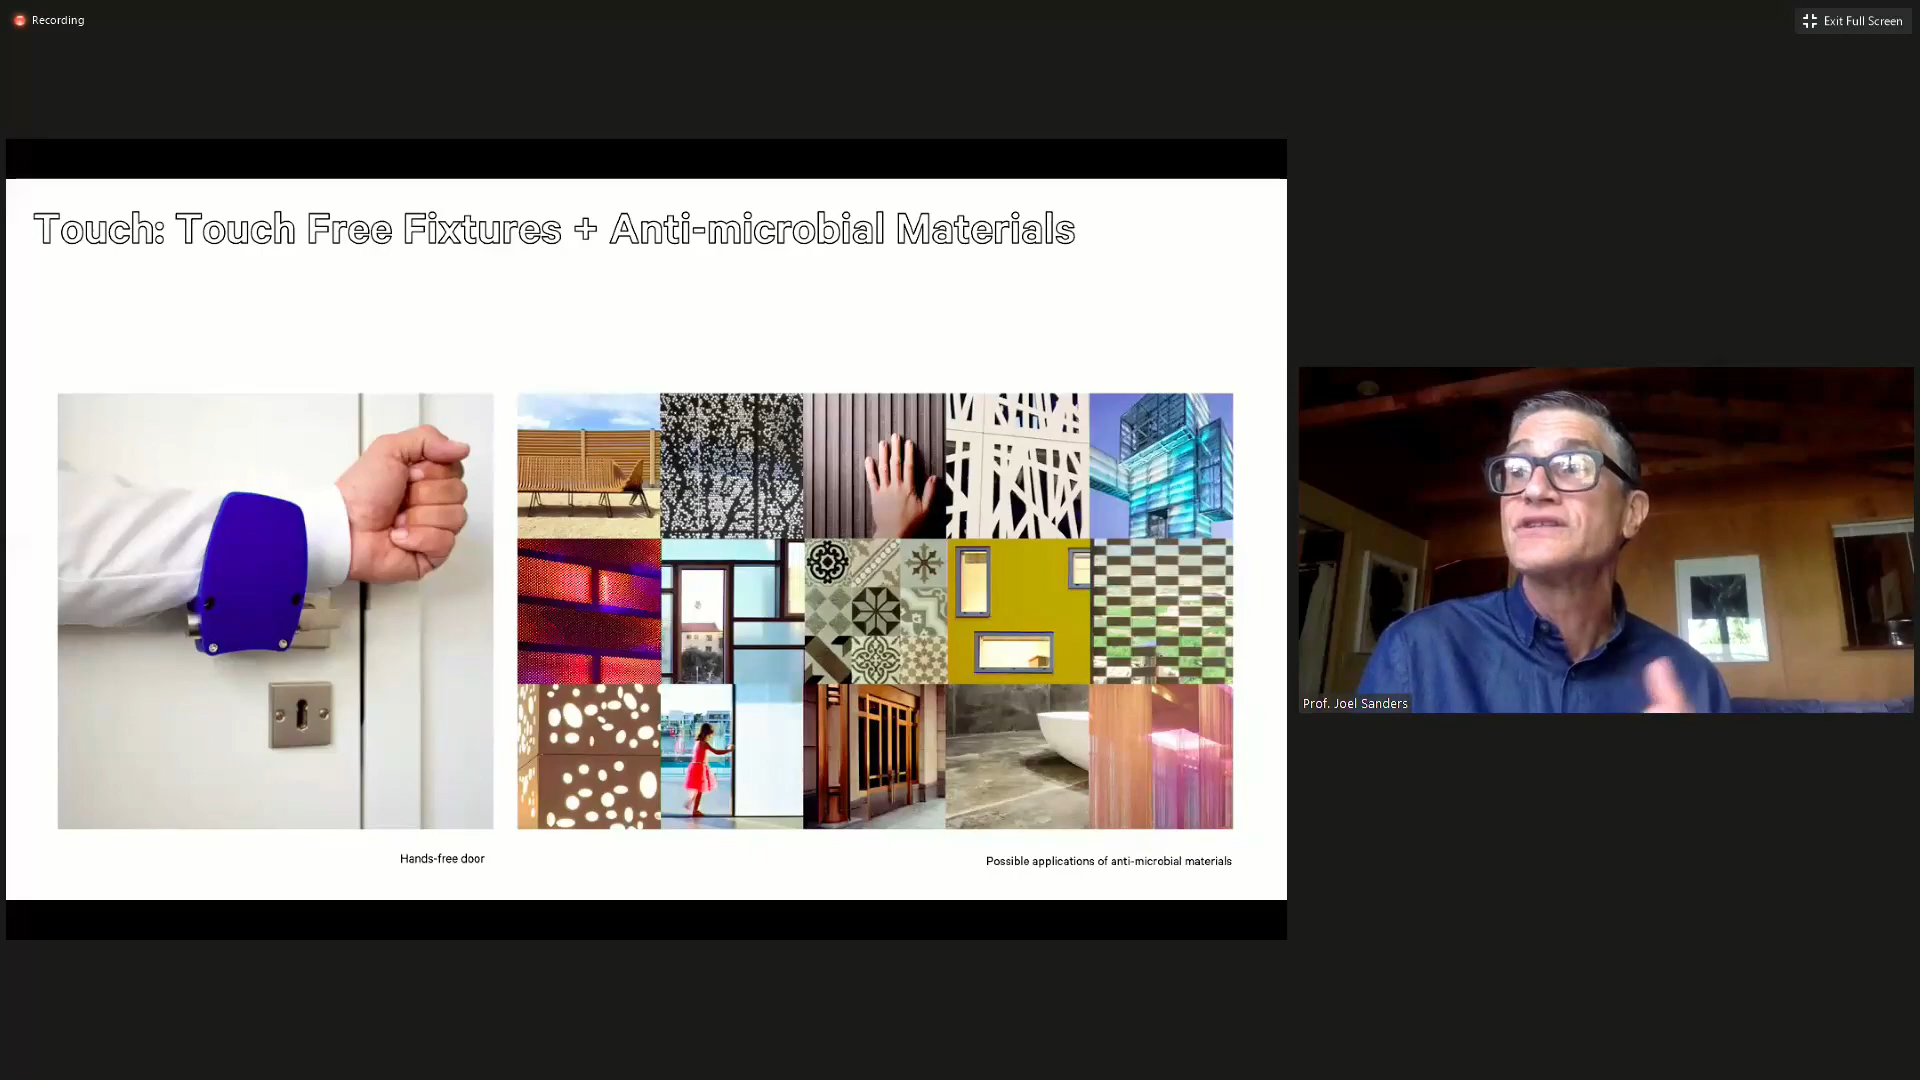 Recording
Exit Full Screen
Touch: Touch Free Fixtures + Anti-microbial Materials
Hands-free door
Possible applications of anti-microbial materials
Prof. Joel Sanders